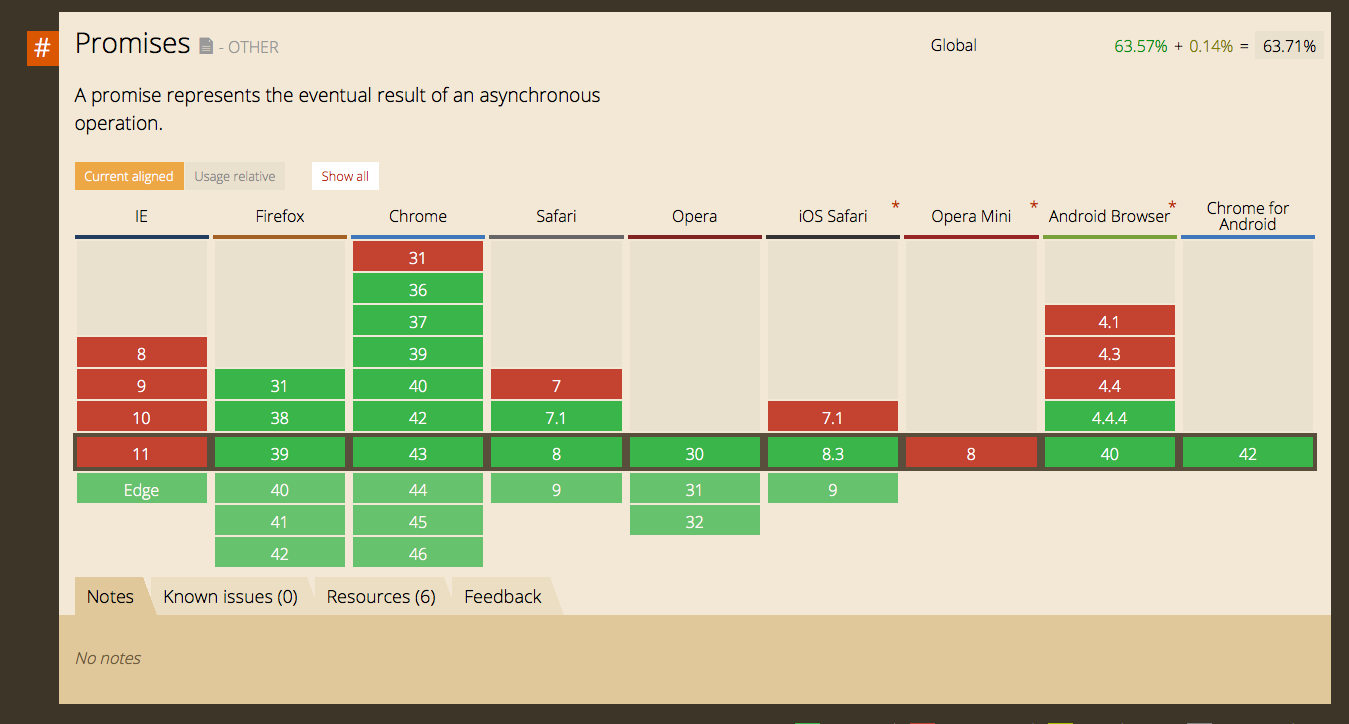 #
Promises - OTHER
Global 63.57% + 0.14% = 63.71%
A promise represents the eventual result of an asynchronous
operation.
Current aligned Usage relative Show all
IE Firefox Chrome Safari Opera iOS Safari * Opera Mini * Android Browser * Chrome for
Android
31
36
37 4.1
8 39 4.3
9 31 40 7 4.4
10 38 42 7.1 7.1 4.4.4
11 39 43 8 30 8.3 8 40 42
Edge 40 44 9 31 9
41 45 32
42 46
Notes Known issues (0) Resources (6) Feedback
No notes